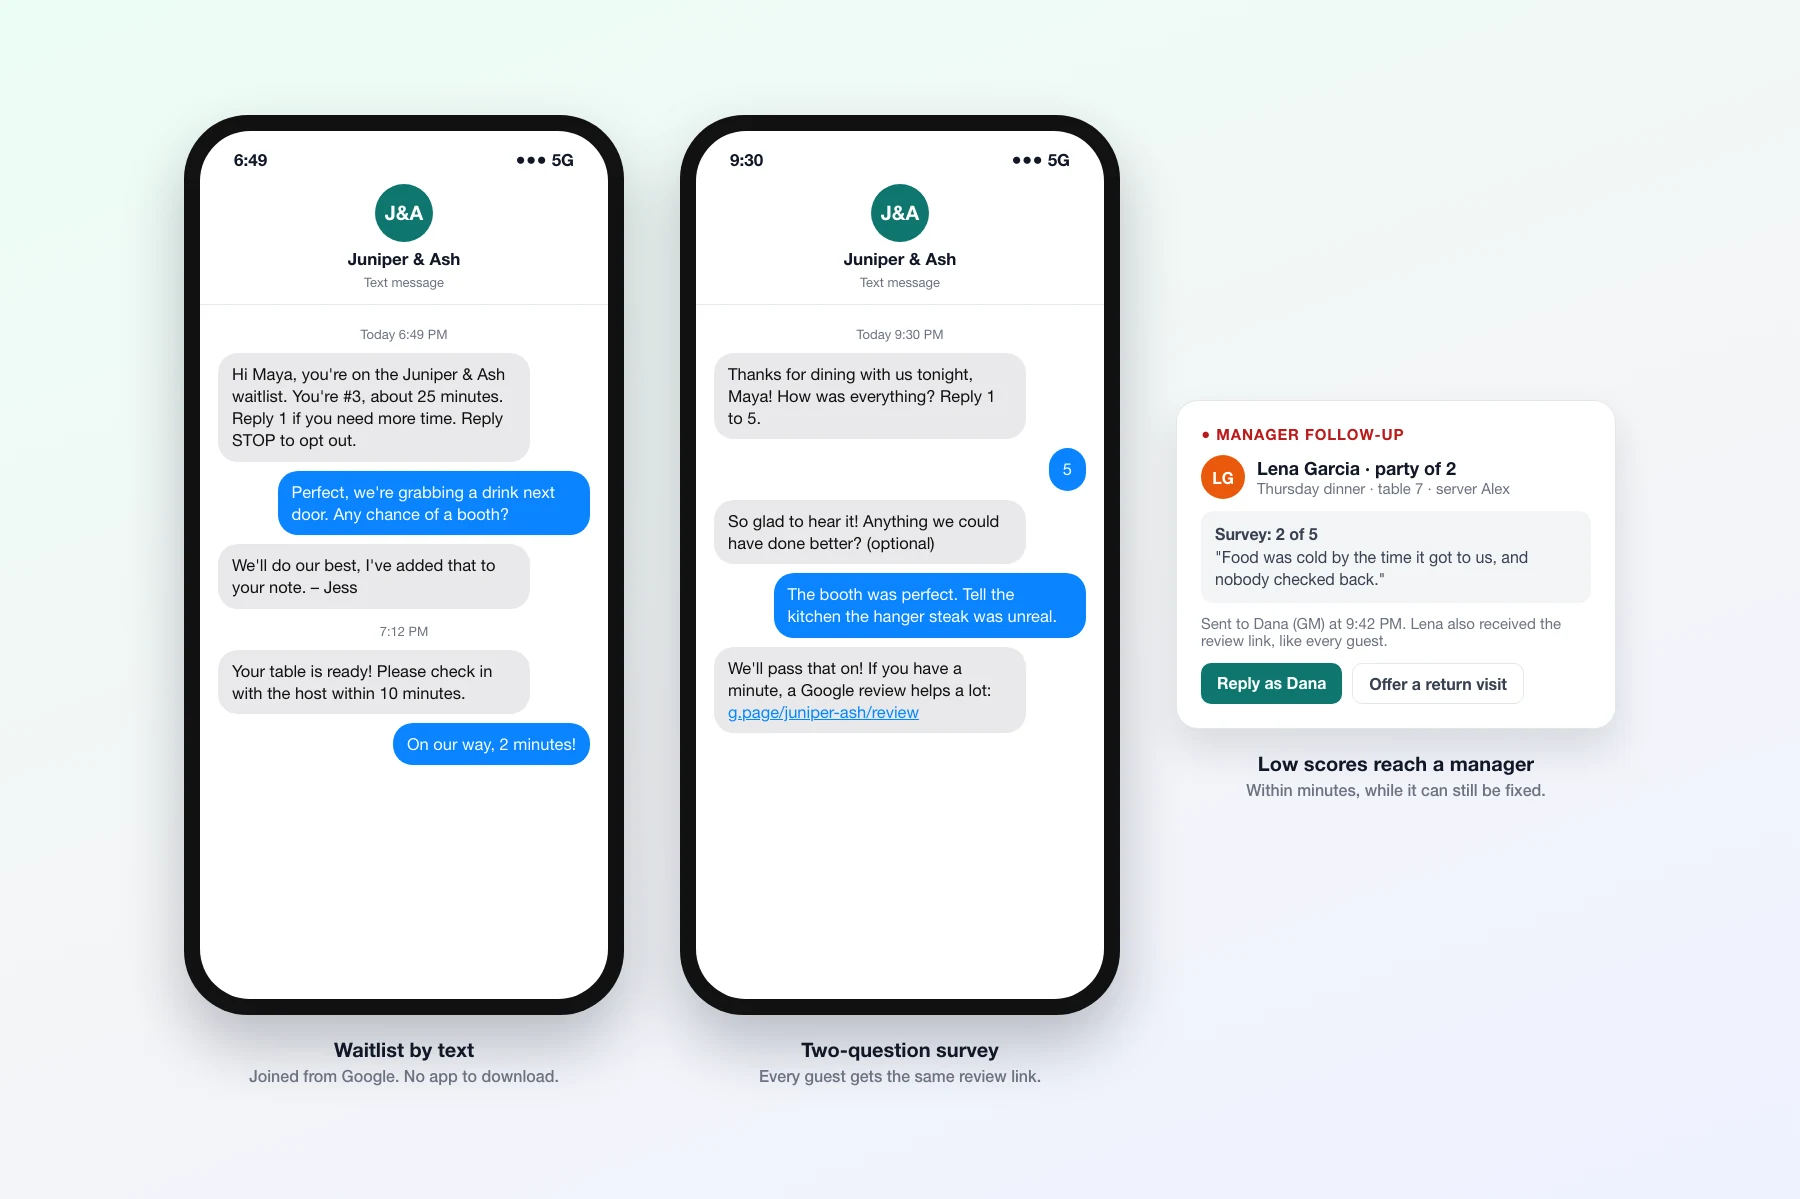 6:49
●●● 5G
J&A
Juniper & Ash
Text message
Today 6:49 PM
Hi Maya, you're on the Juniper & Ash
waitlist. You're #3, about 25 minutes.
Reply 1 if you need more time. Reply
STOP to opt out.
Perfect, we're grabbing a drink next
door. Any chance of a booth?
We'll do our best, I've added that to
your note. – Jess
7:12 PM
Your table is ready! Please check in
with the host within 10 minutes.
On our way, 2 minutes!
Waitlist by text
Joined from Google. No app to download.
9:30
●●● 5G
J&A
Juniper & Ash
Text message
Today 9:30 PM
Thanks for dining with us tonight,
Maya! How was everything? Reply 1
to 5.
5
So glad to hear it! Anything we could
have done better? (optional)
The booth was perfect. Tell the
kitchen the hanger steak was unreal.
We'll pass that on! If you have a
minute, a Google review helps a lot:
g.page/juniper-ash/review
Two-question survey
Every guest gets the same review link.
● MANAGER FOLLOW-UP
LG
Lena Garcia · party of 2
Thursday dinner · table 7 · server Alex
Survey: 2 of 5
"Food was cold by the time it got to us, and
nobody checked back."
Sent to Dana (GM) at 9:42 PM. Lena also received the
review link, like every guest.
Reply as Dana
Offer a return visit
Low scores reach a manager
Within minutes, while it can still be fixed.